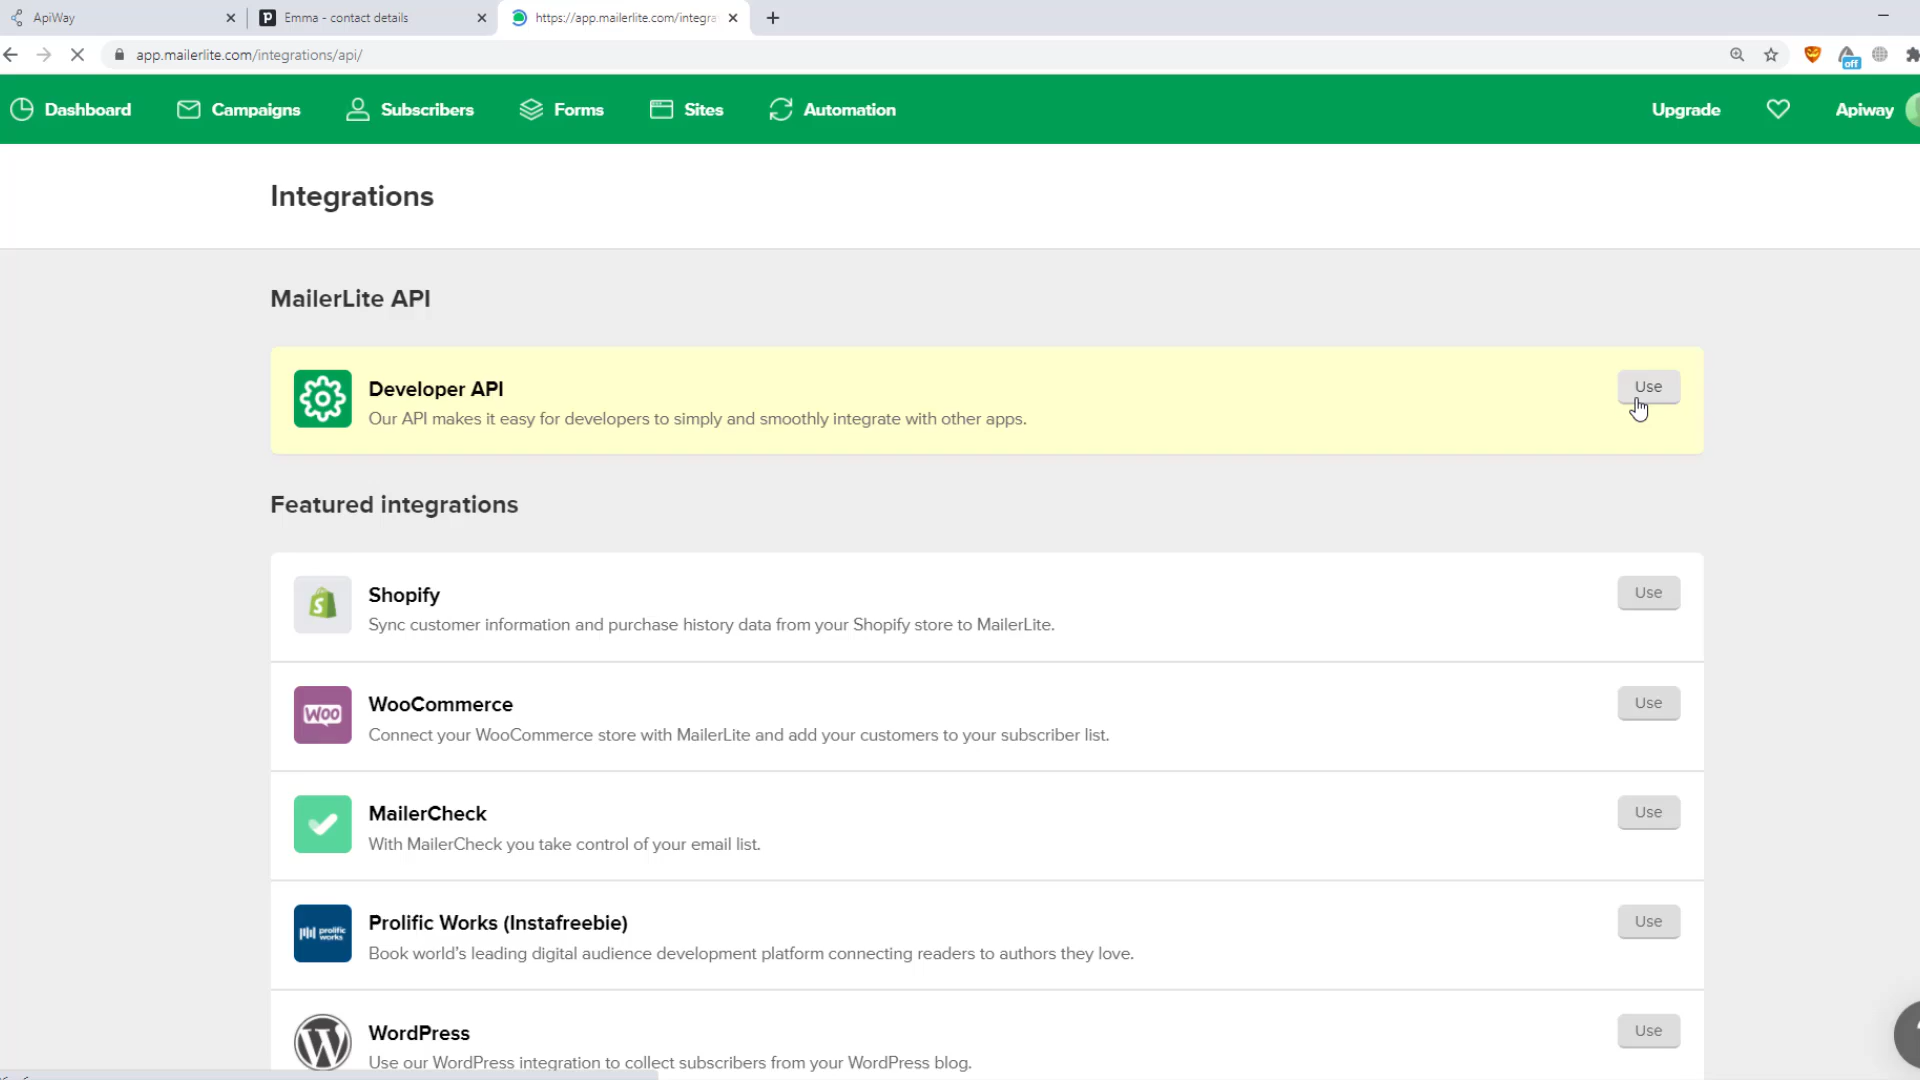 ApiWay
Emma - contact details
https://app.mailerlite.com/integra
app.mailerlite.com/integrations/api/
off
Dashboard
Campaigns
Subscribers
Forms
Sites
Automation
Upgrade
Apiway
Integrations
MailerLite API
Developer API
Our API makes it easy for developers to simply and smoothly integrate with other apps.
Use
Featured integrations
Shopify
Sync customer information and purchase history data from your Shopify store to MailerLite.
Use
WOO
WooCommerce
Connect your WooCommerce store with MailerLite and add your customers to your subscriber list.
Use
MailerCheck
With MailerCheck you take control of your email list.
Use
prolific
works
Prolific Works (Instafreebie)
Book world's leading digital audience development platform connecting readers to authors they love.
Use
WordPress
Use our WordPress integration to collect subscribers from your WordPress blog.
Use